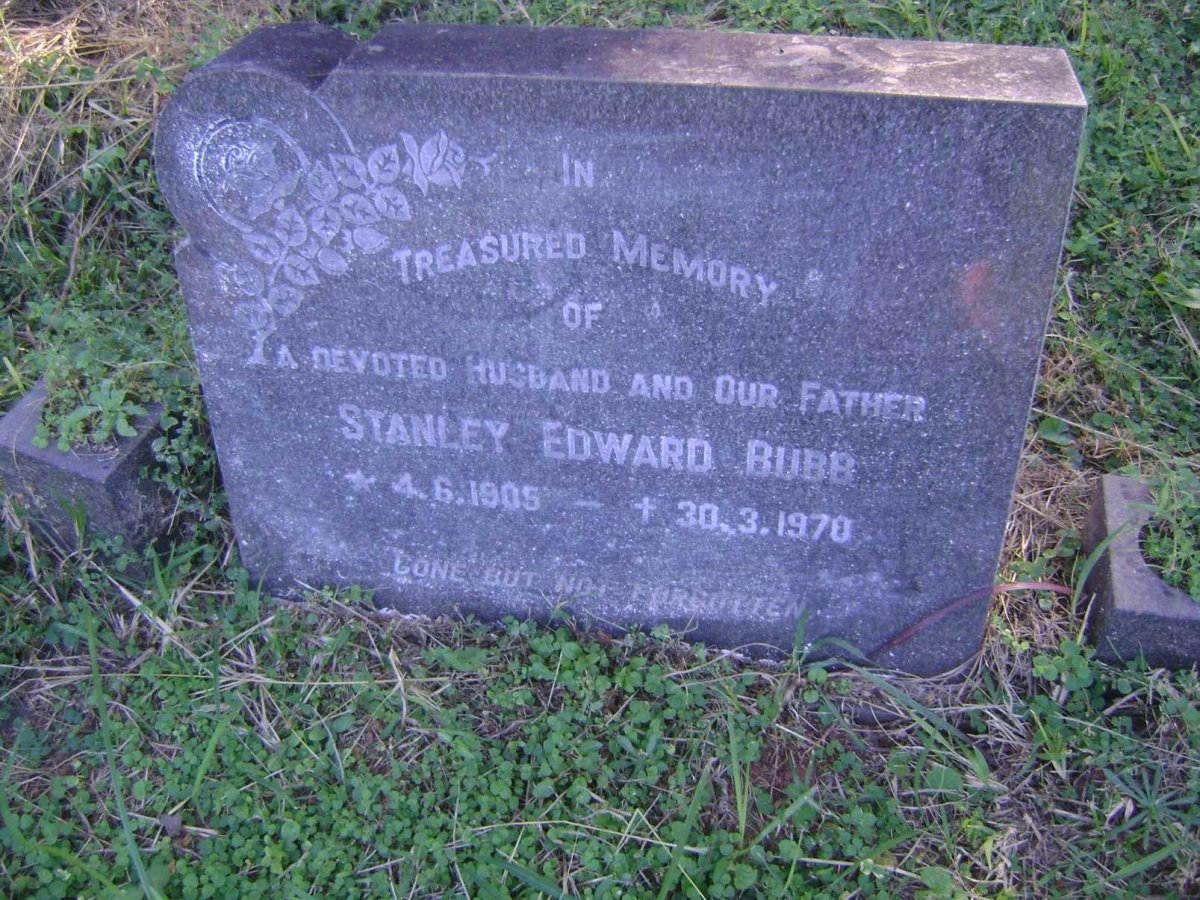 In
Treasured Memory
of
a devoted Husband and Our Father
Stanley Edward Bubb
* 4.6.1905 – † 30.3.1970
Gone but not forgotten